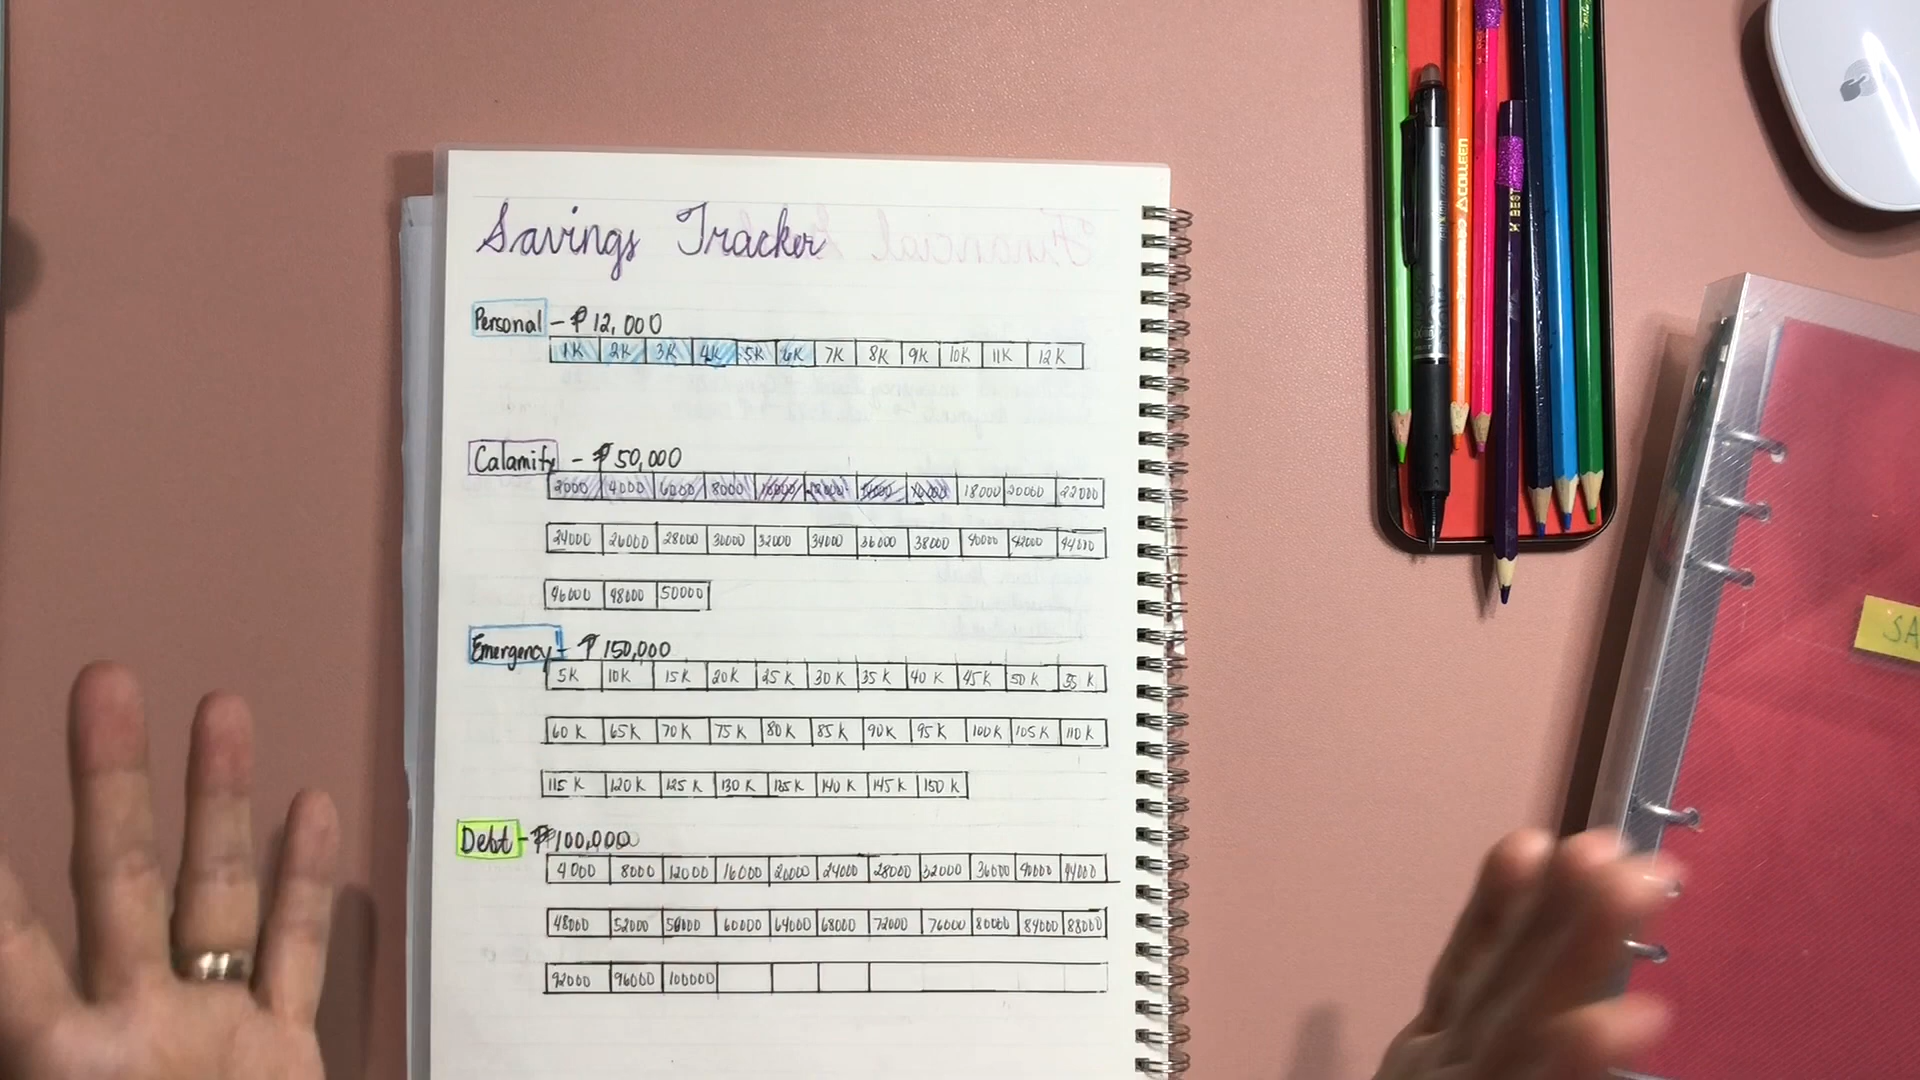 Savings Tracker
Personal - ₱ 12,000
1K 2K 3K 4K 5K 6K 7K 8K 9K 10K 11K 12K
Calamity - ₱ 50,000
2000 4000 6000 8000 10000 12000 14000 16000 18000 20000 22000
24000 26000 28000 30000 32000 34000 36000 38000 40000 42000 44000
46000 48000 50000
Emergency - ₱ 150,000
5K 10K 15K 20K 25K 30K 35K 40K 45K 50K 55K
60K 65K 70K 75K 80K 85K 90K 95K 100K 105K 110K
115K 120K 125K 130K 135K 140K 145K 150K
Debt - ₱100,000
4000 8000 12000 16000 20000 24000 28000 32000 36000 40000 44000
48000 52000 56000 60000 64000 68000 72000 76000 80000 84000 88000
92000 96000 100000
COLLEEN
BEST
SA